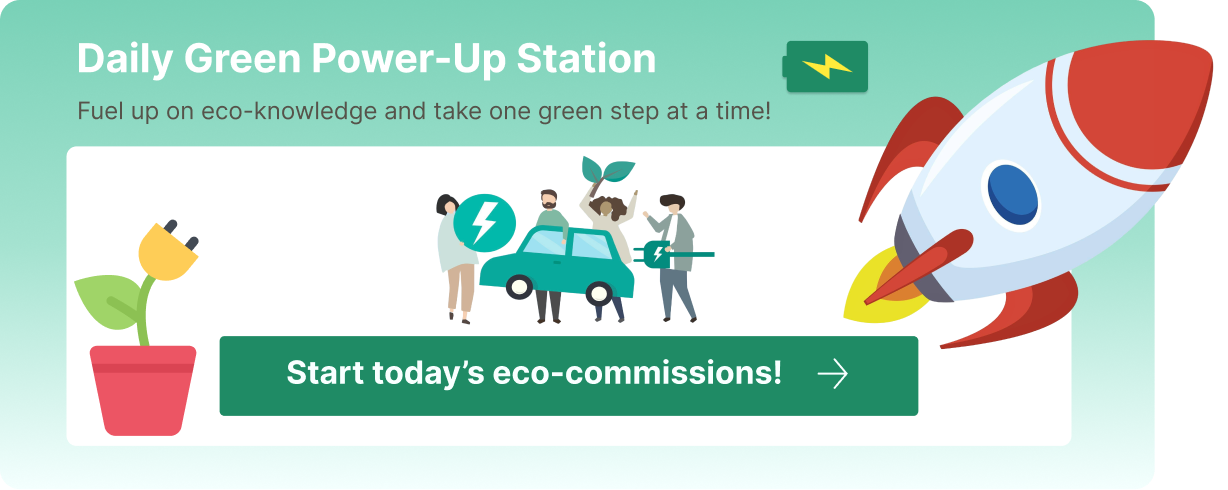 Daily Green Power-Up Station
Fuel up on eco-knowledge and take one green step at a time!
Start today’s eco-commissions!